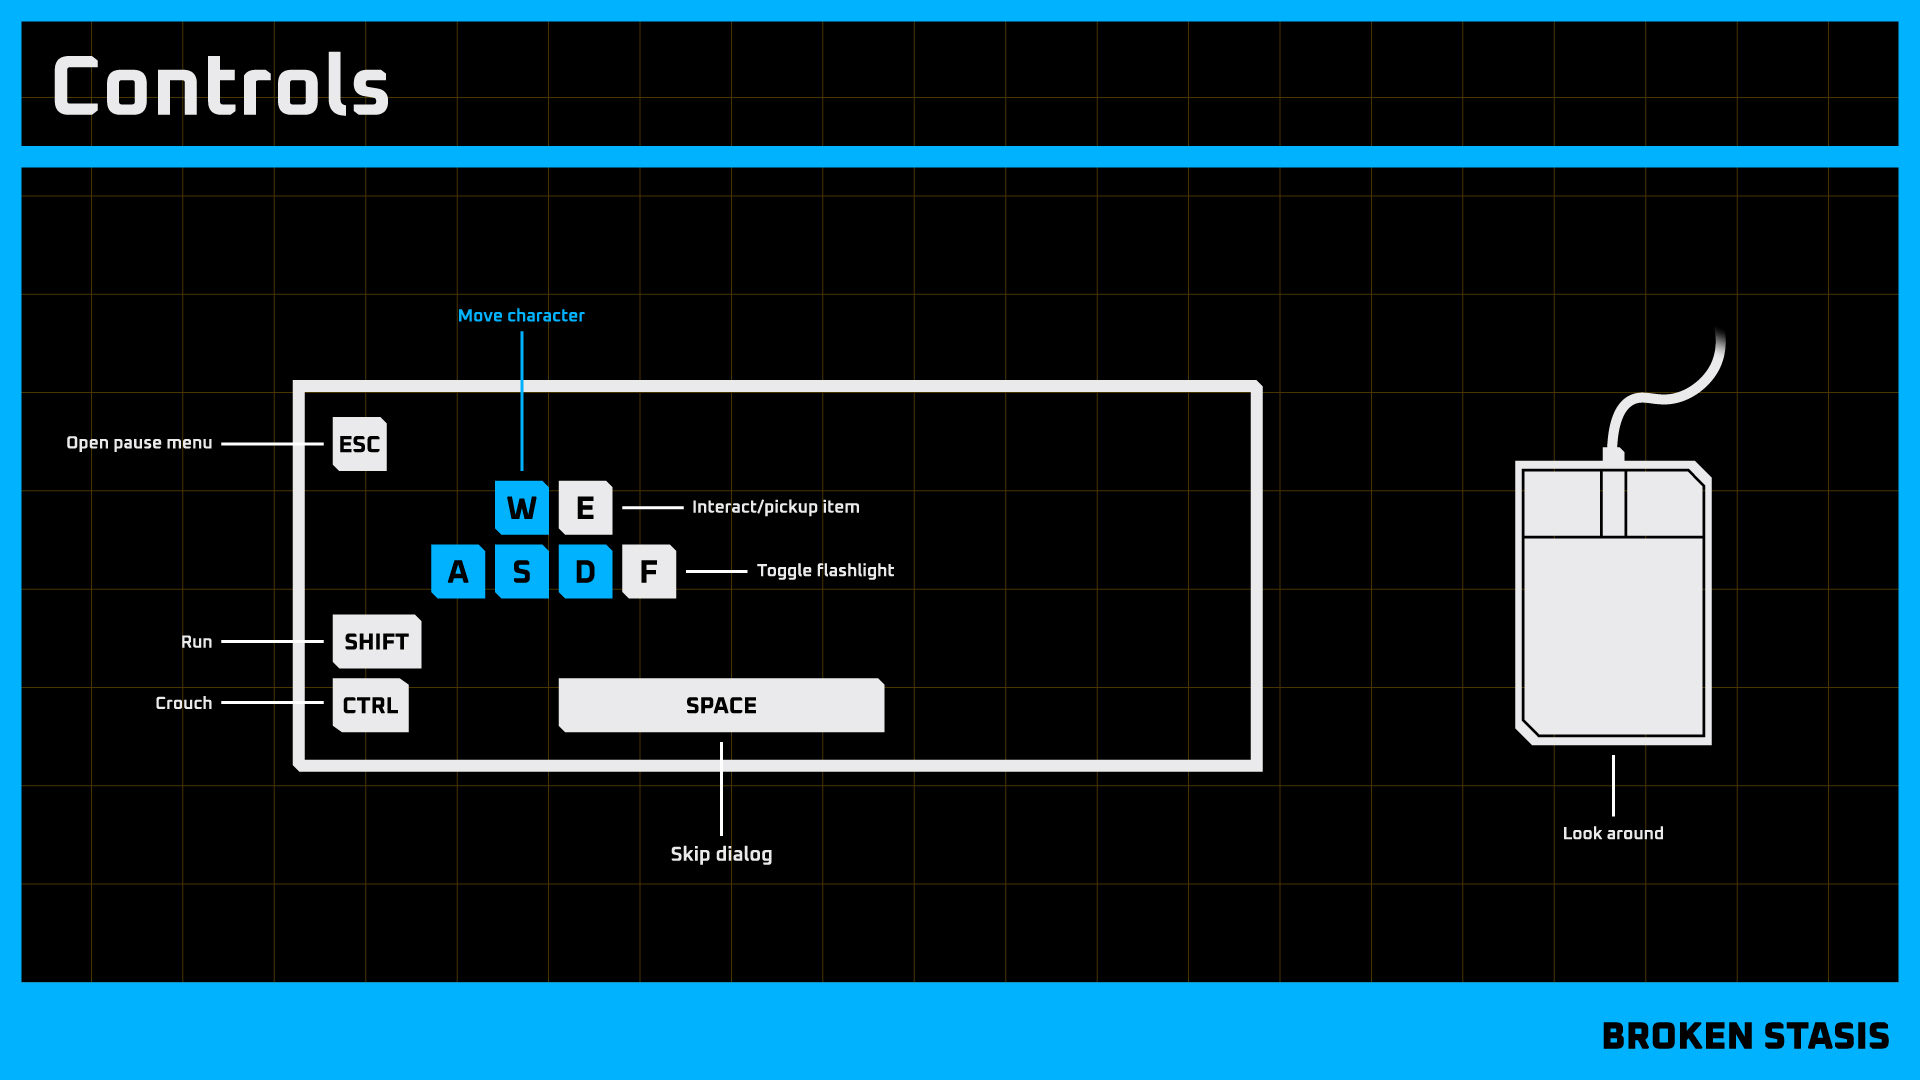 Controls
Move character
Open pause menu
ESC
W
E
Interact/pickup item
A
S
D
F
Toggle flashlight
Run
SHIFT
Crouch
CTRL
SPACE
Skip dialog
Look around
BROKEN STASIS